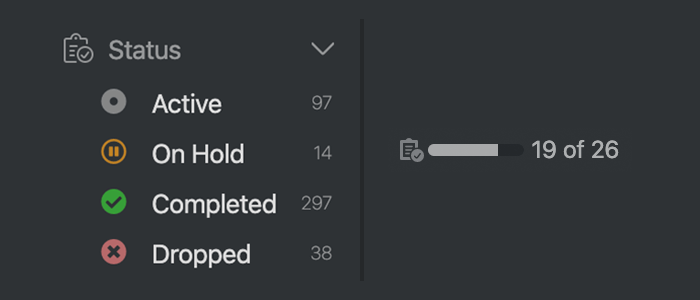 Status
Active 97
On Hold 14
Completed 297
Dropped 38
19 of 26